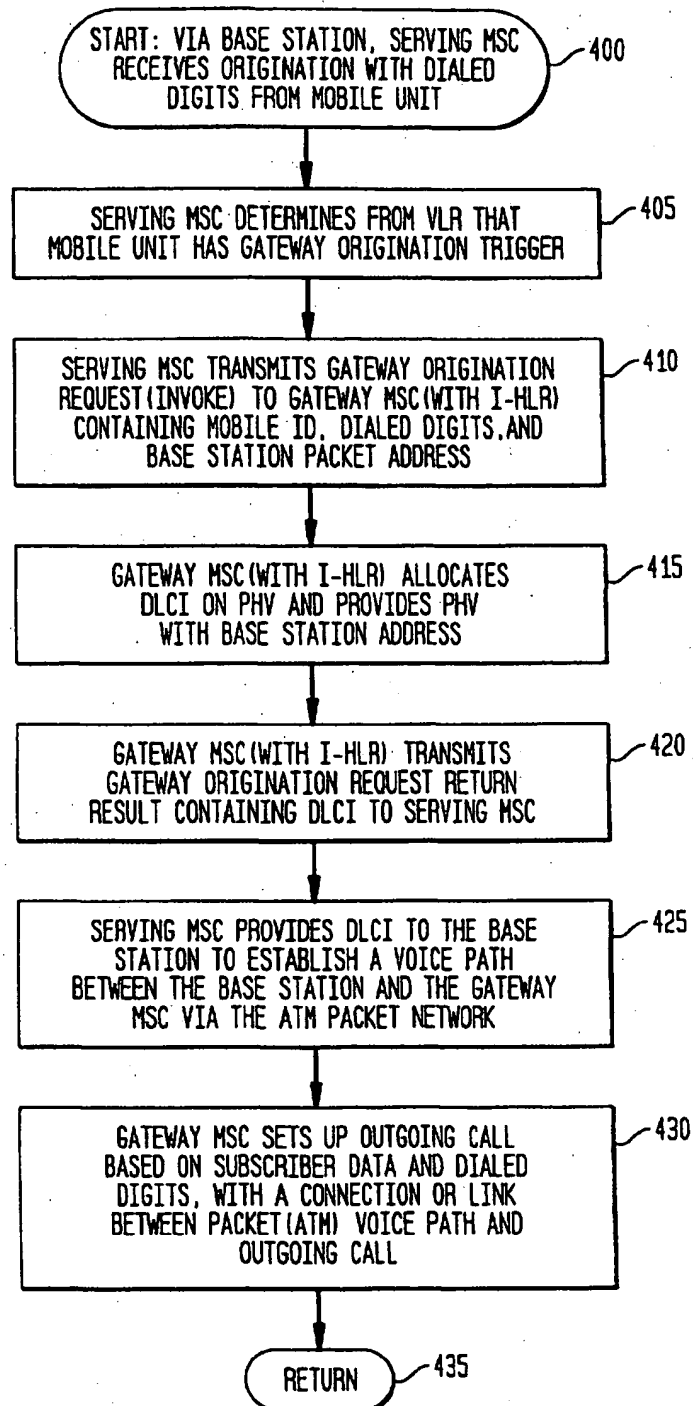 START: VIA BASE STATION, SERVING MSC
RECEIVES ORIGINATION WITH DIALED
DIGITS FROM MOBILE UNIT
400
SERVING MSC DETERMINES FROM VLR THAT
MOBILE UNIT HAS GATEWAY ORIGINATION TRIGGER
405
SERVING MSC TRANSMITS GATEWAY ORIGINATION
REQUEST(INVOKE) TO GATEWAY MSC(WITH I-HLR)
CONTAINING MOBILE ID, DIALED DIGITS,AND
BASE STATION PACKET ADDRESS
410
GATEWAY MSC(WITH I-HLR) ALLOCATES
DLCI ON PHV AND PROVIDES PHV
WITH BASE STATION ADDRESS
415
GATEWAY MSC(WITH I-HLR) TRANSMITS
GATEWAY ORIGINATION REQUEST RETURN
RESULT CONTAINING DLCI TO SERVING MSC
420
SERVING MSC PROVIDES DLCI TO THE BASE
STATION TO ESTABLISH A VOICE PATH
BETWEEN THE BASE STATION AND THE GATEWAY
MSC VIA THE ATM PACKET NETWORK
425
GATEWAY MSC SETS UP OUTGOING CALL
BASED ON SUBSCRIBER DATA AND DIALED
DIGITS, WITH A CONNECTION OR LINK
BETWEEN PACKET(ATM) VOICE PATH AND
OUTGOING CALL
430
RETURN
435